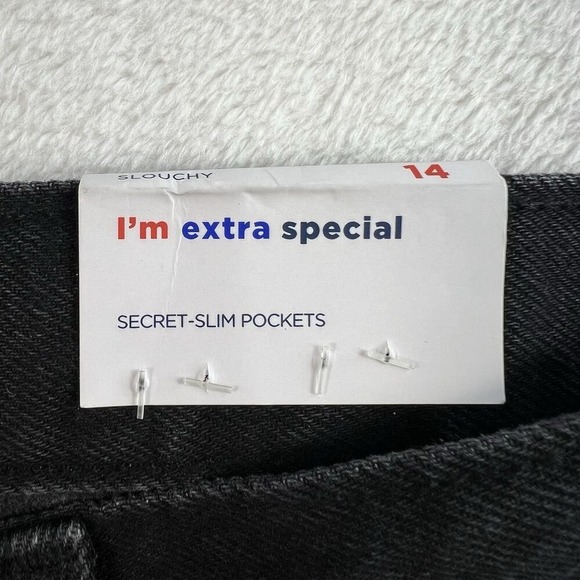 SLOUCHY 14
I'm extra special
SECRET-SLIM POCKETS